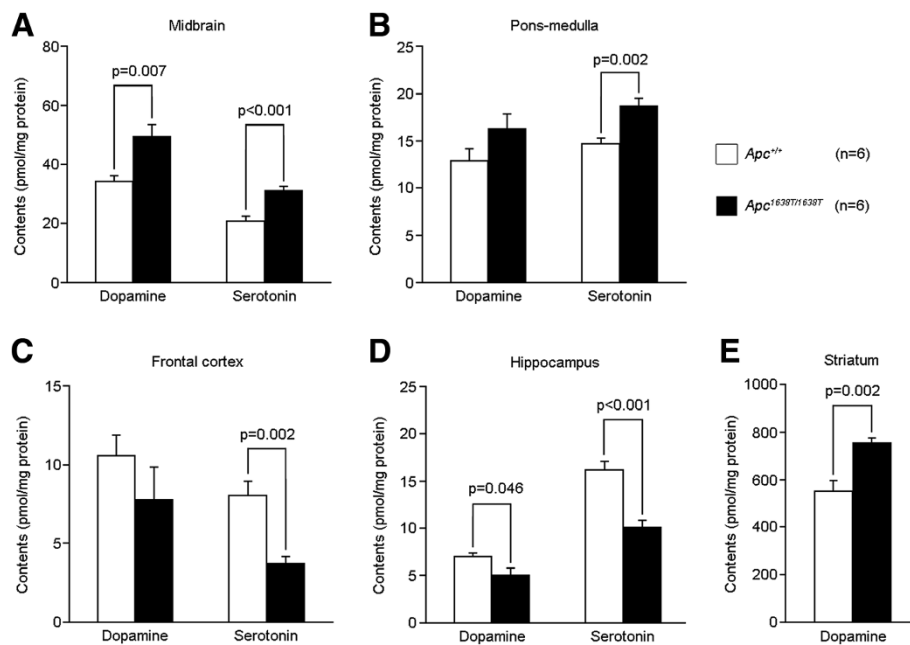 A
Midbrain
Contents (pmol/mg protein)
80
60
40
20
0
p=0.007
p<0.001
Dopamine
Serotonin
B
Pons-medulla
Contents (pmol/mg protein)
25
20
15
10
5
0
p=0.002
Dopamine
Serotonin
Apc+/+ (n=6)
Apc1638T/1638T (n=6)
C
Frontal cortex
Contents (pmol/mg protein)
15
10
5
0
p=0.002
Dopamine
Serotonin
D
Hippocampus
Contents (pmol/mg protein)
25
20
15
10
5
0
p=0.046
p<0.001
Dopamine
Serotonin
E
Striatum
Contents (pmol/mg protein)
1000
800
600
400
200
0
p=0.002
Dopamine